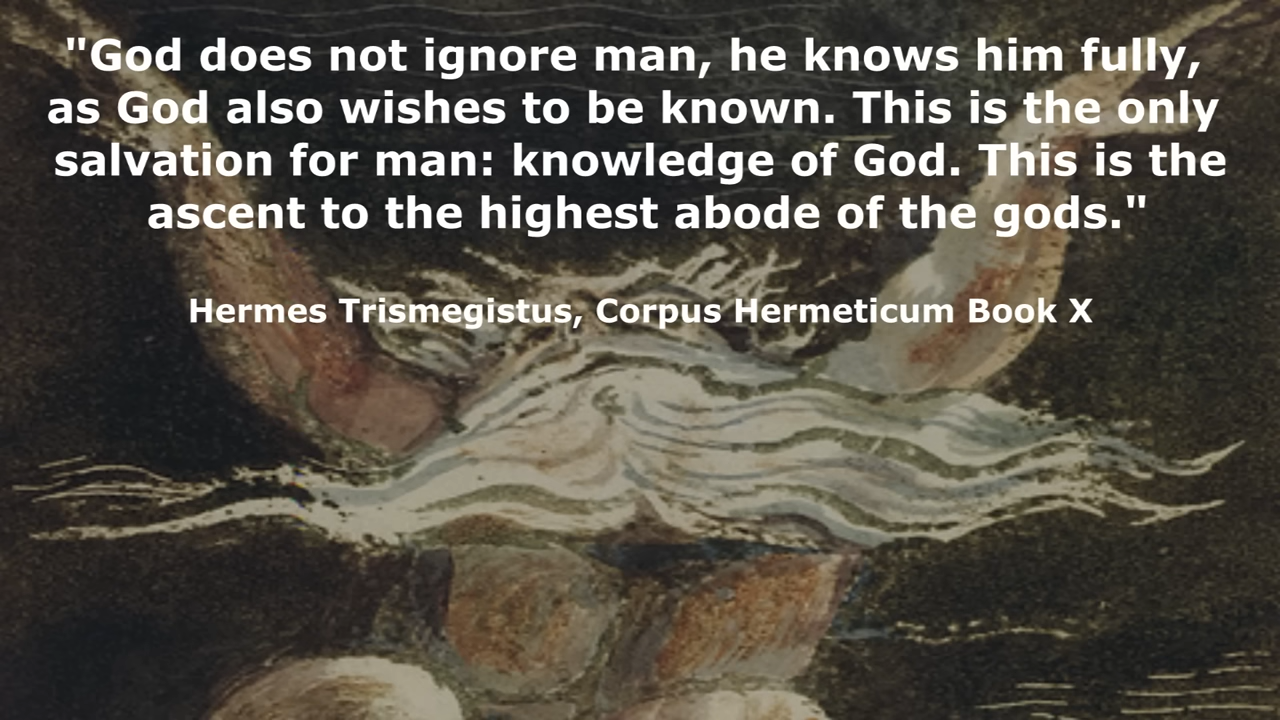 "God does not ignore man, he knows him fully,
as God also wishes to be known. This is the only
salvation for man: knowledge of God. This is the
ascent to the highest abode of the gods."
Hermes Trismegistus, Corpus Hermeticum Book X